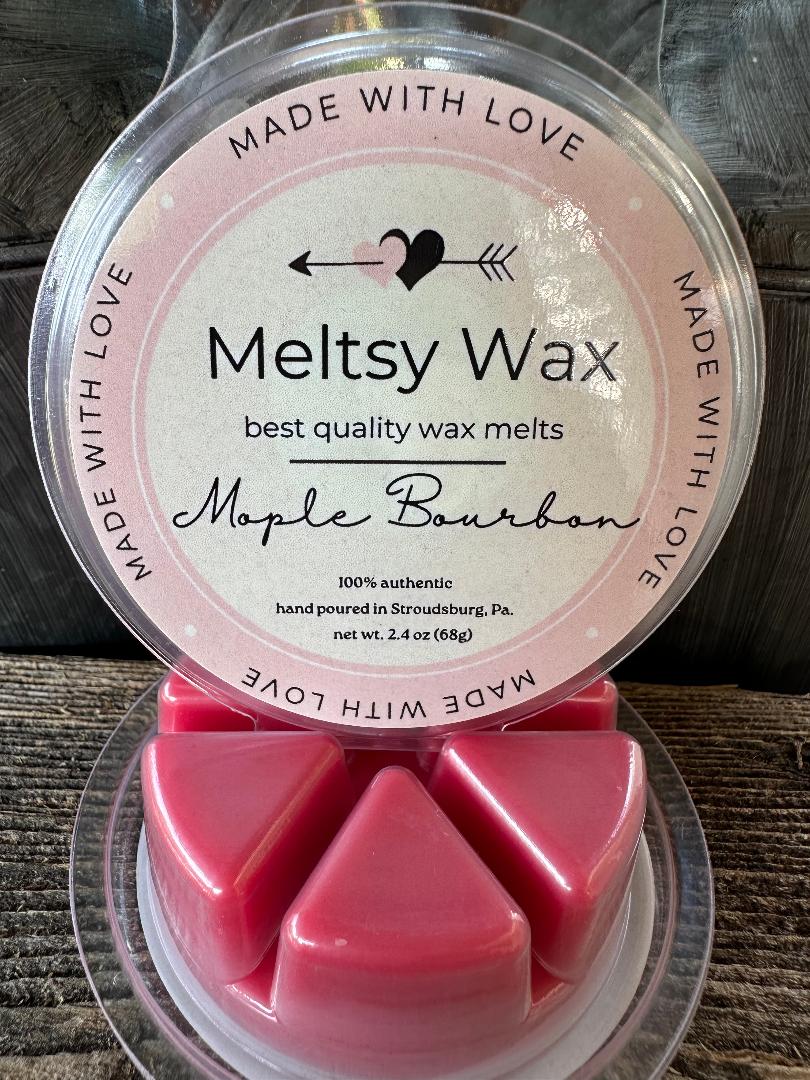 MADE WITH LOVE
MADE WITH LOVE
MADE WITH LOVE
Meltsy Wax
best quality wax melts
Maple Bourbon
100% authentic
hand poured in Stroudsburg, Pa.
net wt. 2.4 oz (68g)
MADE WITH LOVE